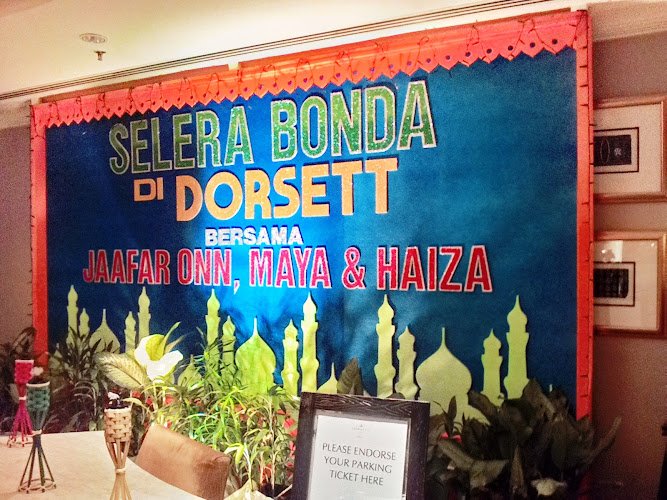 SELERA BONDA
DI DORSETT
BERSAMA
JAAFAR ONN, MAYA & HAIZA
PLEASE ENDORSE
YOUR PARKING
TICKET HERE